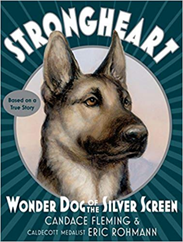 STRONGHEART
Based on a
True Story
WONDER DOG OF THE SILVER SCREEN
CANDACE FLEMING &
CALDECOTT MEDALIST ERIC ROHMANN